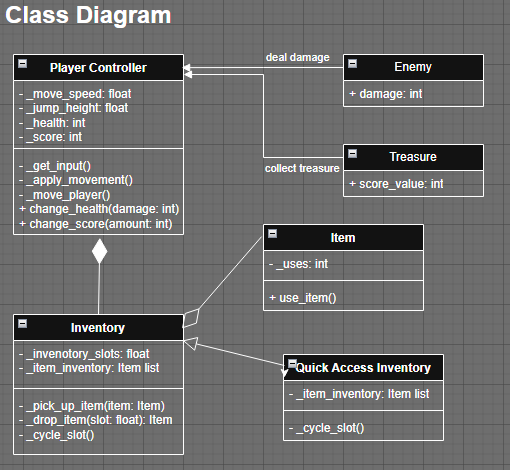 Class Diagram
Player Controller
- _move_speed: float
- _jump_height: float
- _health: int
- _score: int
- _get_input()
- _apply_movement()
- _move_player()
+ change_health(damage: int)
+ change_score(amount: int)
deal damage
Enemy
+ damage: int
Treasure
+ score_value: int
collect treasure
Item
- _uses: int
+ use_item()
Inventory
- _invenotory_slots: float
- _item_inventory: Item list
- _pick_up_item(item: Item)
- _drop_item(slot: float): Item
- _cycle_slot()
Quick Access Inventory
- _item_inventory: Item list
- _cycle_slot()